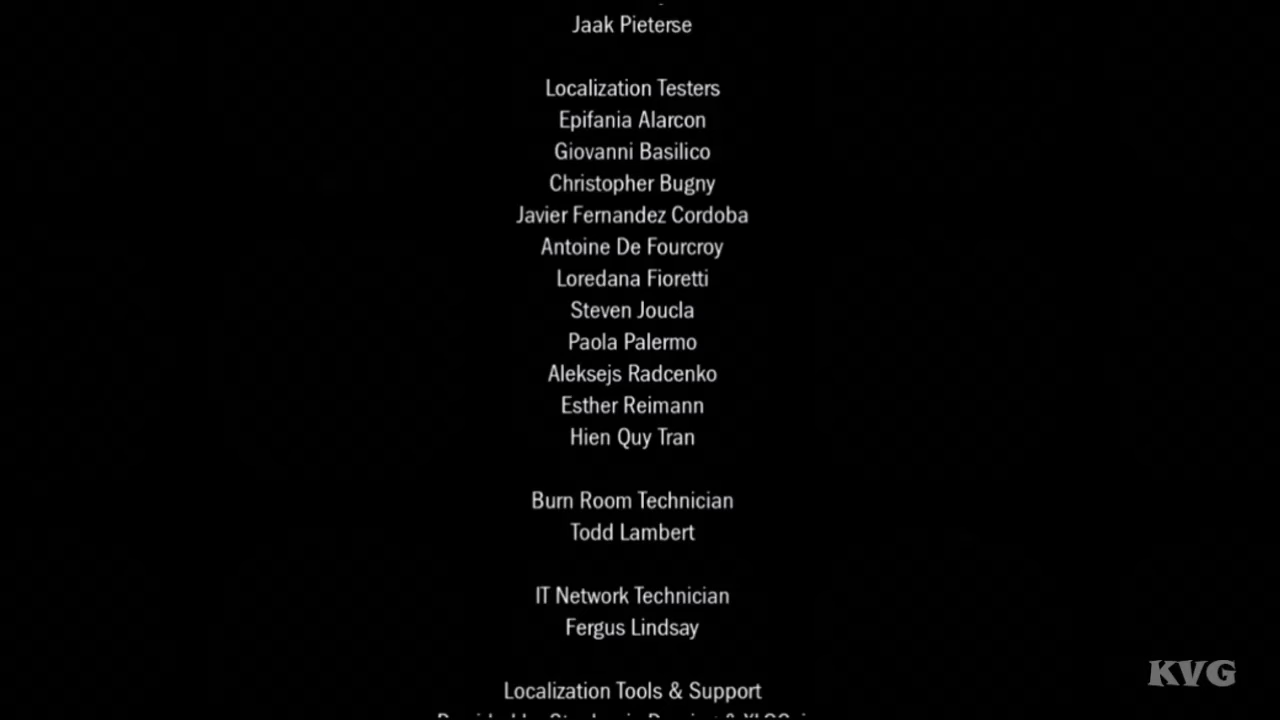 Jaak Pieterse
Localization Testers
Epifania Alarcon
Giovanni Basilico
Christopher Bugny
Javier Fernandez Cordoba
Antoine De Fourcroy
Loredana Fioretti
Steven Joucla
Paola Palermo
Aleksejs Radcenko
Esther Reimann
Hien Quy Tran
Burn Room Technician
Todd Lambert
IT Network Technician
Fergus Lindsay
KVG
Localization Tools & Support